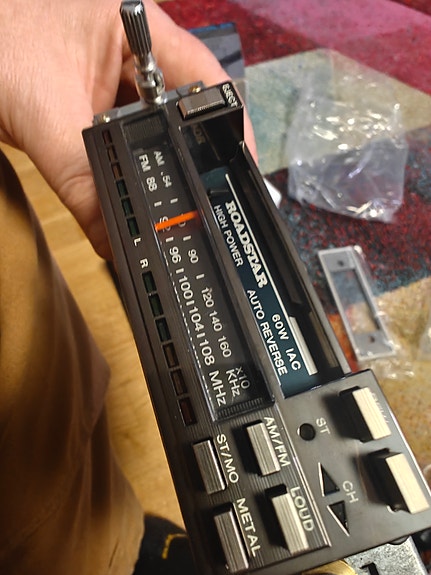 EJECT
AM .54 90 120 140 160 x10 KHz
FM 88 96 100 104 108 MHz
L R
ROADSTAR
HIGH POWER
60W IAC
AUTO REVERSE
ST/MO
AM/FM
METAL
LOUD
ST
CH